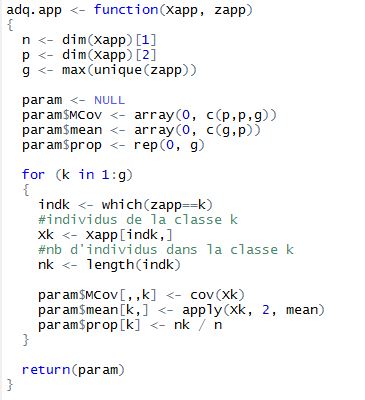 adq.app <- function(Xapp, zapp)
{
  n <- dim(Xapp)[1]
  p <- dim(Xapp)[2]
  g <- max(unique(zapp))

  param <- NULL
  param$MCov <- array(0, c(p,p,g))
  param$mean <- array(0, c(g,p))
  param$prop <- rep(0, g)

  for (k in 1:g)
  {
    indk <- which(zapp==k)
    #individus de la classe k
    Xk <- Xapp[indk,]
    #nb d'individus dans la classe k
    nk <- length(indk)

    param$MCov[,,k] <- cov(Xk)
    param$mean[k,] <- apply(Xk, 2, mean)
    param$prop[k] <- nk / n
  }

  return(param)
}